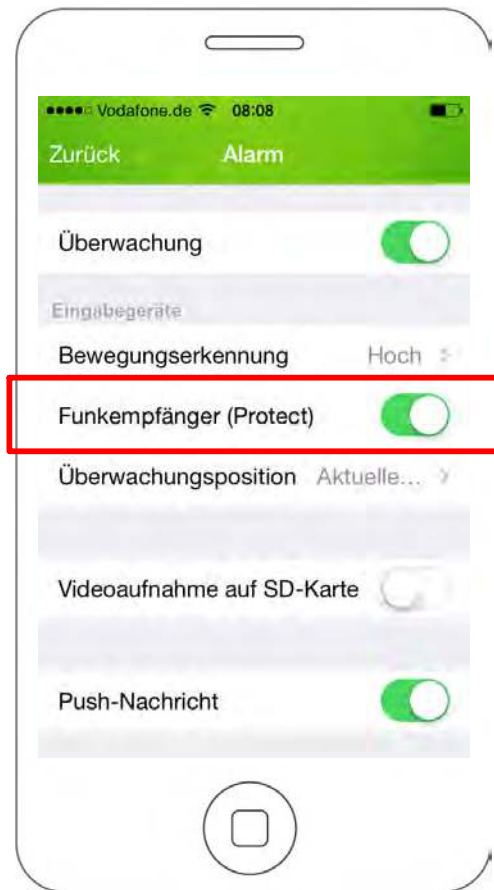 Vodafone.de 08:08
Zurück Alarm
Überwachung
Eingabegeräte
Bewegungserkennung Hoch
Funkempfänger (Protect)
Überwachungsposition Aktuelle...
Videoaufnahme auf SD-Karte
Push-Nachricht